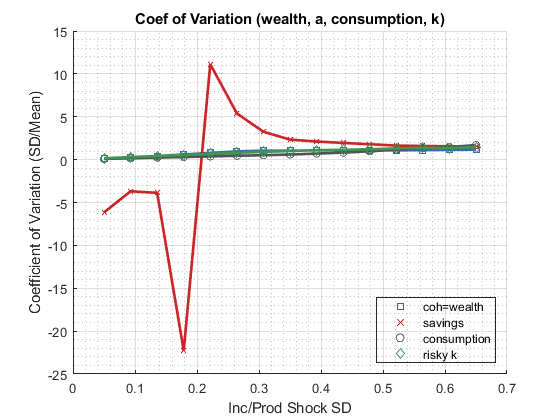 Coef of Variation (wealth, a, consumption, k)
Coefficient of Variation (SD/Mean)
15
10
5
0
-5
-10
-15
-20
-25
0
0.1
0.2
0.3
0.4
0.5
0.6
0.7
Inc/Prod Shock SD
coh=wealth
savings
consumption
risky k